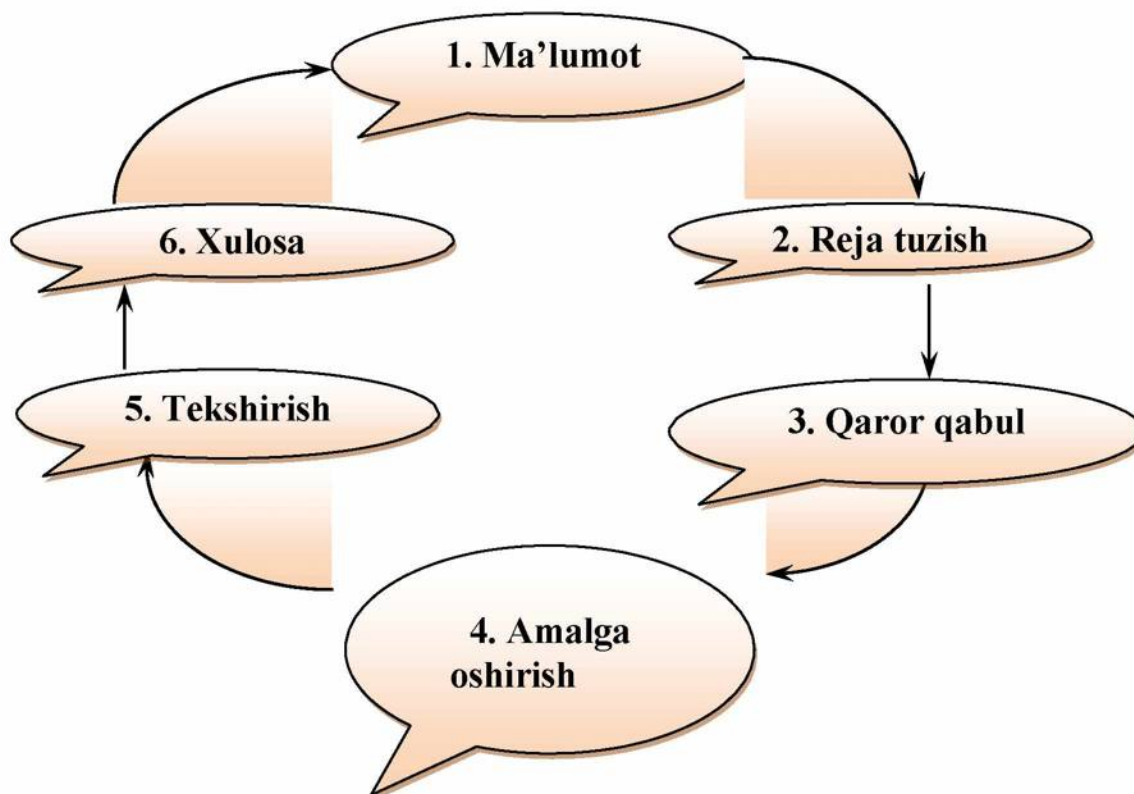 1. Ma’lumot
2. Reja tuzish
3. Qaror qabul
4. Amalga
oshirish
5. Tekshirish
6. Xulosa